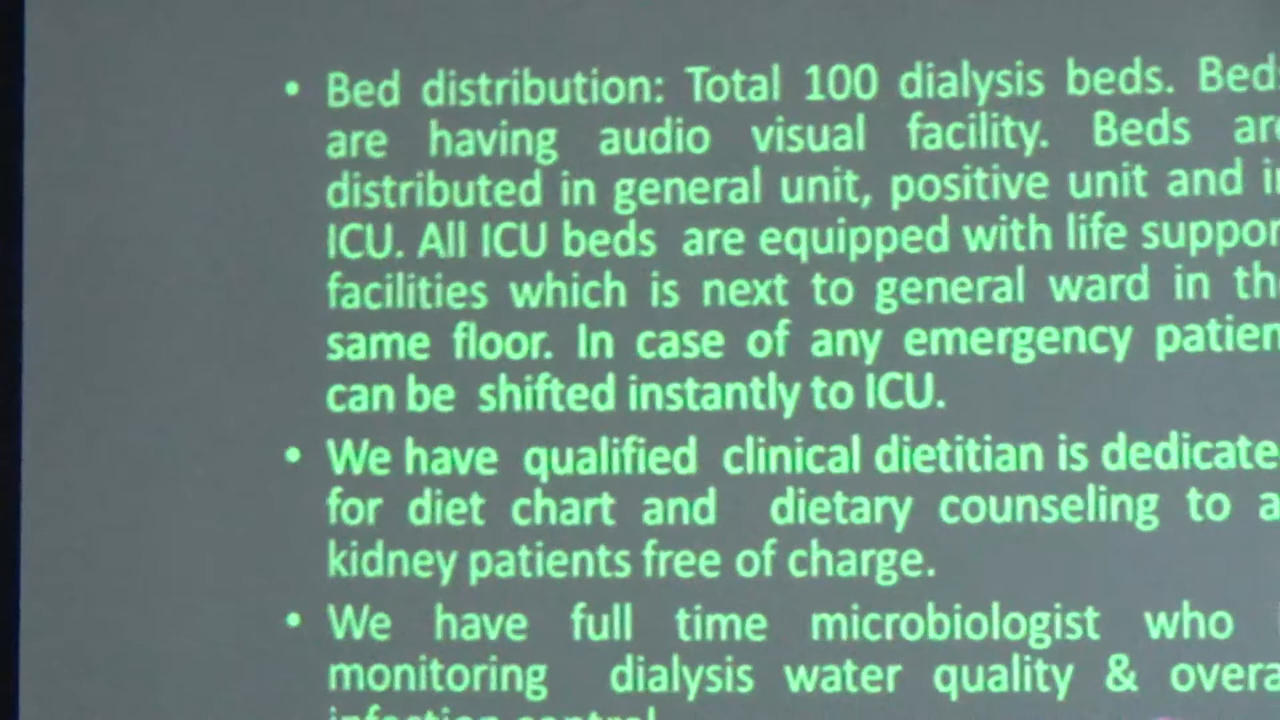 • Bed distribution: Total 100 dialysis beds. Bed
are having audio visual facility. Beds ar
distributed in general unit, positive unit and i
ICU. All ICU beds are equipped with life suppor
facilities which is next to general ward in th
same floor. In case of any emergency patien
can be shifted instantly to ICU.
• We have qualified clinical dietitian is dedicate
for diet chart and dietary counseling to a
kidney patients free of charge.
• We have full time microbiologist who
monitoring dialysis water quality & overa
infection control